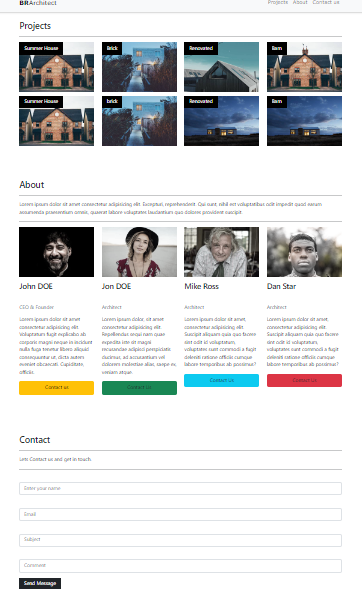 BRArchitect
Projects About Contact us
Projects
Summer House
Brick
Renovated
Barn
Summer House
brick
Renovated
Barn
About
Lorem ipsum dolor sit amet consectetur adipisicing elit. Excepturi, reprehenderit. Qui sunt, nihil est voluptatibus odit impedit quod earum
assumenda praesentium omnis, quaerat labore voluptates laudantium quo dolores provident suscipit.
John DOE
CEO & Founder
Lorem ipsum dolor, sit amet
consectetur adipisicing elit.
Voluptatum fugit explicabo ab
corporis magni neque in incidunt
nulla fuga tenetur libero aliquid
consequuntur ut, dicta autem
eveniet obcaecati. Cupiditate,
officiis.
Contact us
Jon DOE
Architect
Lorem ipsum dolor, sit amet
consectetur adipisicing elit.
Repellendus sequi nam quae
expedita iste sit magni
recusandae adipisci perspiciatis
ducimus, ad accusantium vel
dolorem molestiae alias, saepe ex,
veniam atque.
Contact us
Mike Ross
Architect
Lorem ipsum dolor, sit amet
consectetur adipisicing elit.
Suscipit aliquam quia quo facere
sint odit id voluptatum,
voluptates sunt commodi a fugit
deleniti ratione officiis cumque
labore temporibus ab possimus?
Contact us
Dan Star
Architect
Lorem ipsum dolor, sit amet
consectetur adipisicing elit.
Suscipit aliquam quia quo facere
sint odit id voluptatum,
voluptates sunt commodi a fugit
deleniti ratione officiis cumque
labore temporibus ab possimus?
Contact us
Contact
Lets Contact us and get in touch.
Enter your name
Email
Subject
Comment
Send Message